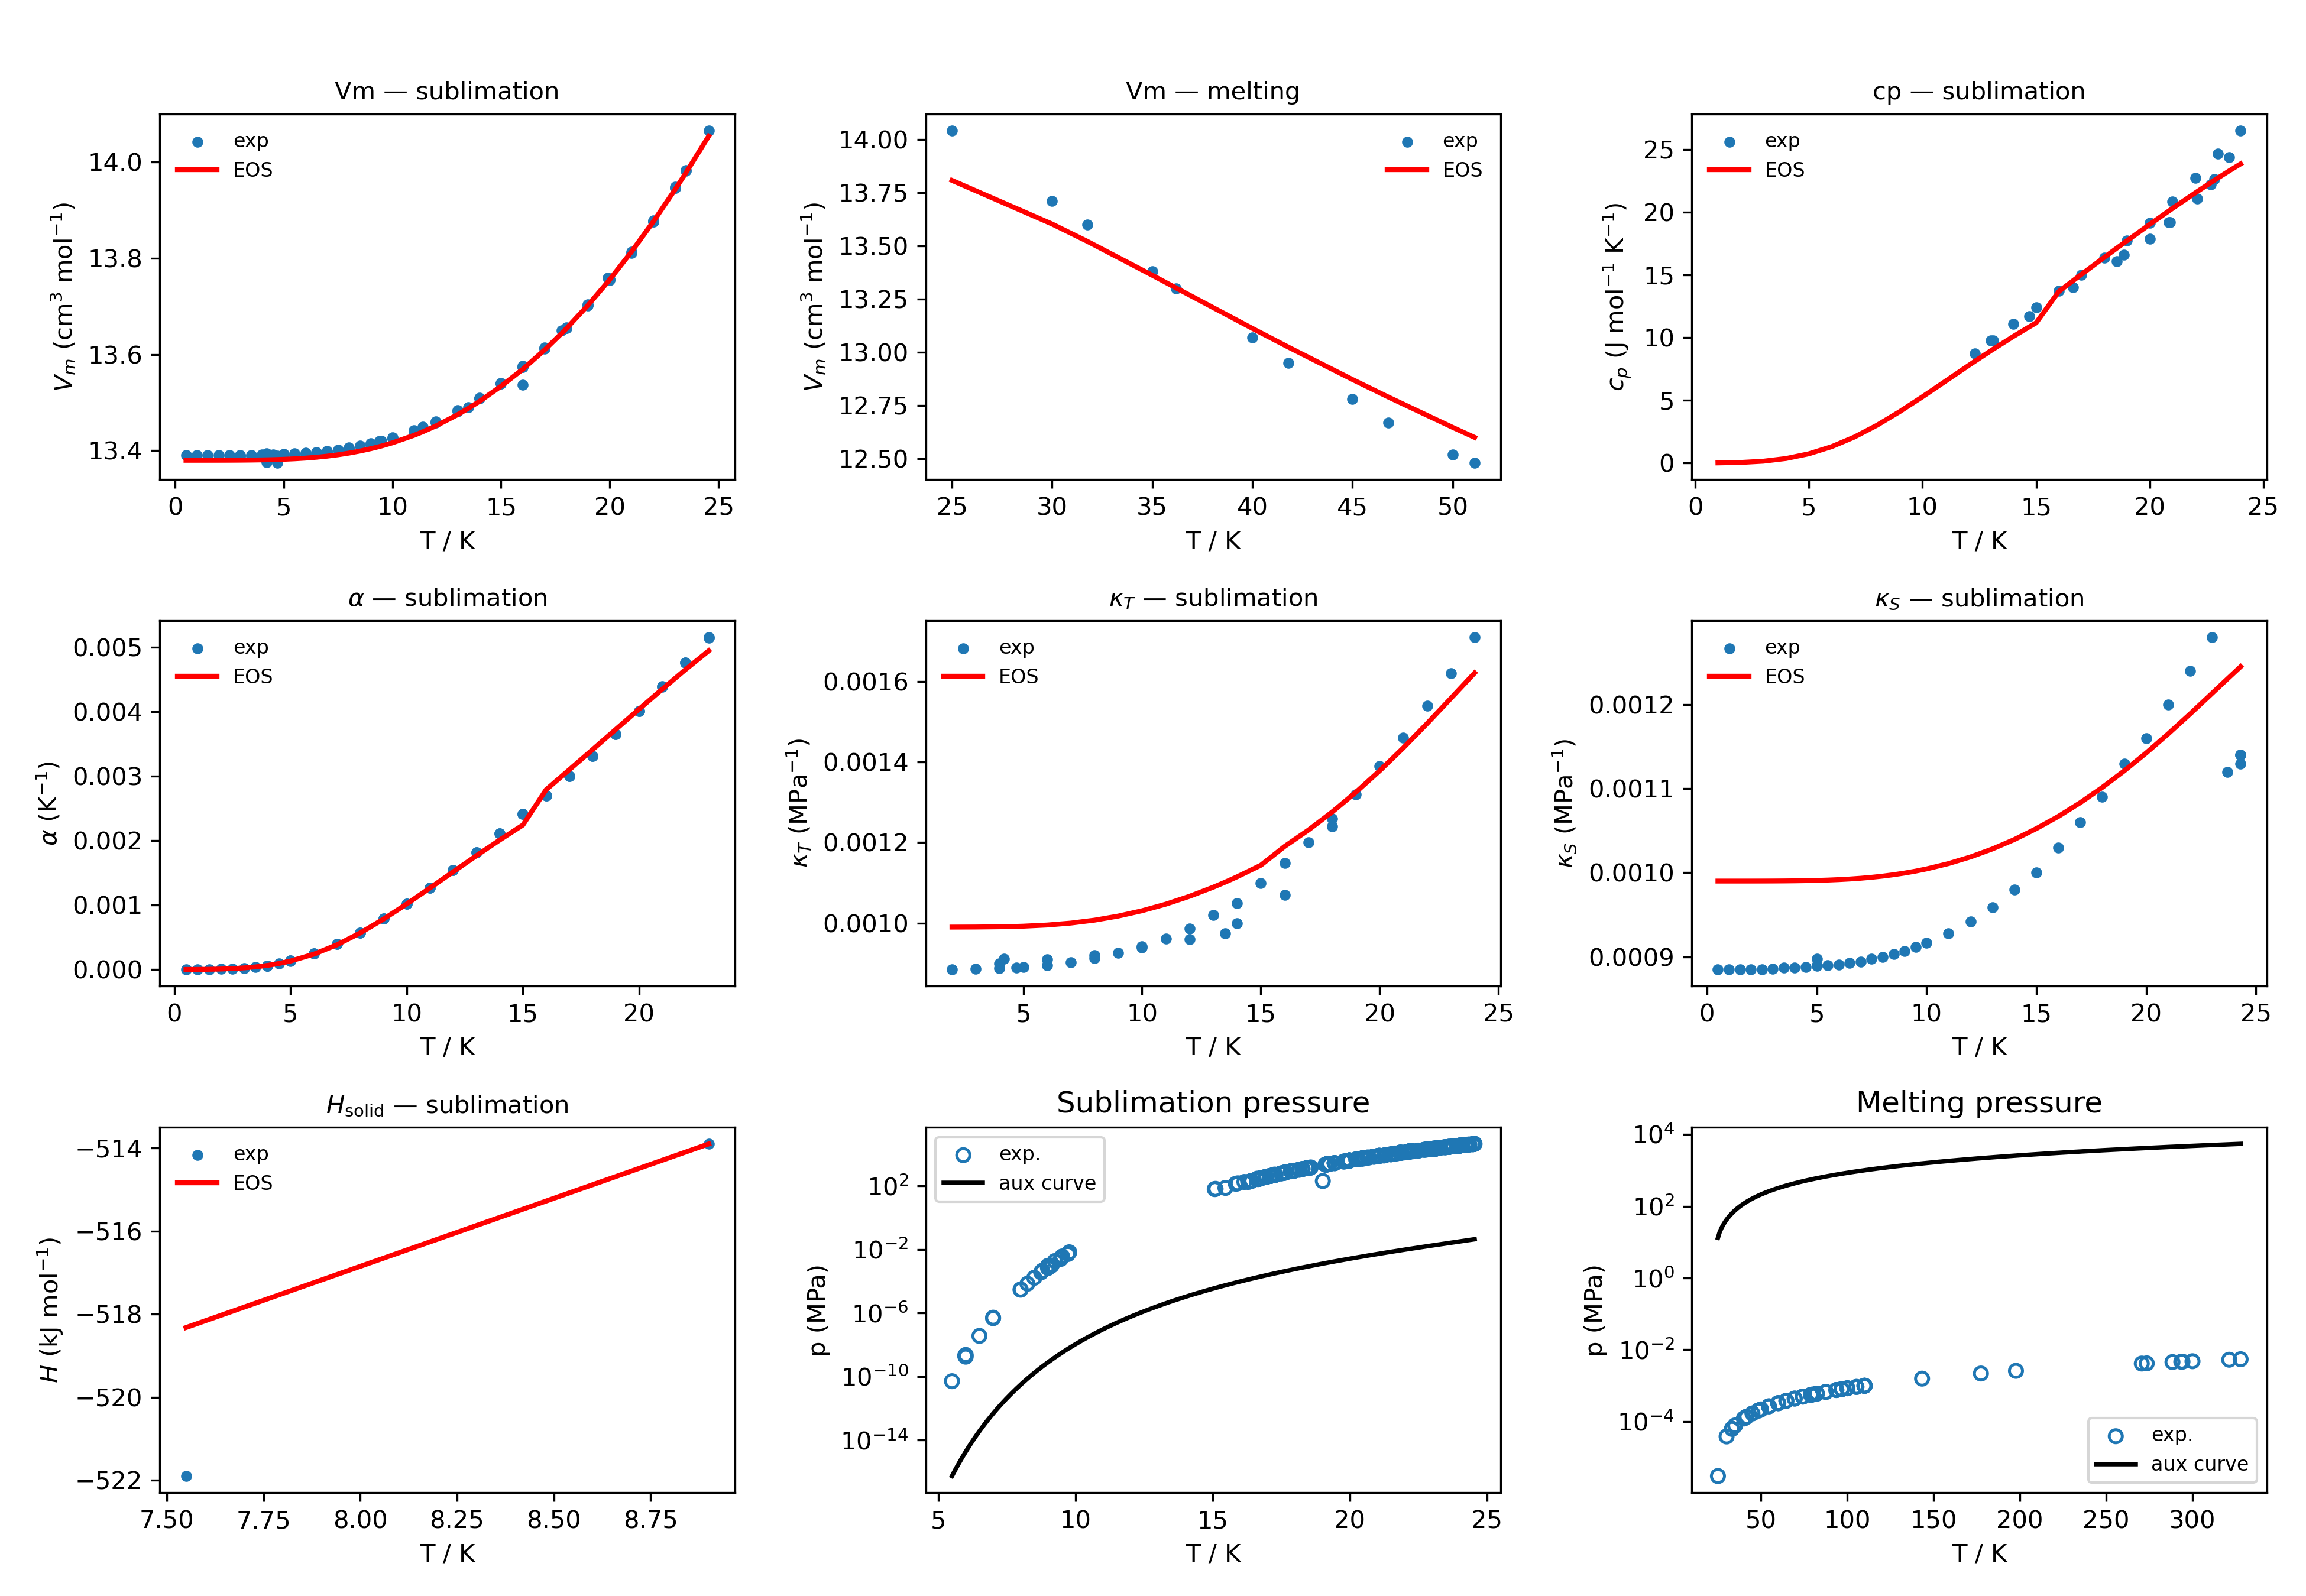 Vm — sublimation
V_m (cm³ mol⁻¹)
14.0
13.8
13.6
13.4
exp
EOS
0 5 10 15 20 25
T / K
Vm — melting
V_m (cm³ mol⁻¹)
14.00
13.75
13.50
13.25
13.00
12.75
12.50
exp
EOS
25 30 35 40 45 50
T / K
cp — sublimation
c_p (J mol⁻¹ K⁻¹)
25
20
15
10
5
0
exp
EOS
0 5 10 15 20 25
T / K
α — sublimation
α (K⁻¹)
0.005
0.004
0.003
0.002
0.001
0.000
exp
EOS
0 5 10 15 20
T / K
κ_T — sublimation
κ_T (MPa⁻¹)
0.0016
0.0014
0.0012
0.0010
exp
EOS
5 10 15 20 25
T / K
κ_S — sublimation
κ_S (MPa⁻¹)
0.0012
0.0011
0.0010
0.0009
exp
EOS
0 5 10 15 20 25
T / K
H_solid — sublimation
H (kJ mol⁻¹)
−514
−516
−518
−520
−522
exp
EOS
7.50 7.75 8.00 8.25 8.50 8.75
T / K
Sublimation pressure
p (MPa)
10²
10⁻²
10⁻⁶
10⁻¹⁰
10⁻¹⁴
exp.
aux curve
5 10 15 20 25
T / K
Melting pressure
p (MPa)
10⁴
10²
10⁰
10⁻²
10⁻⁴
exp.
aux curve
50 100 150 200 250 300
T / K